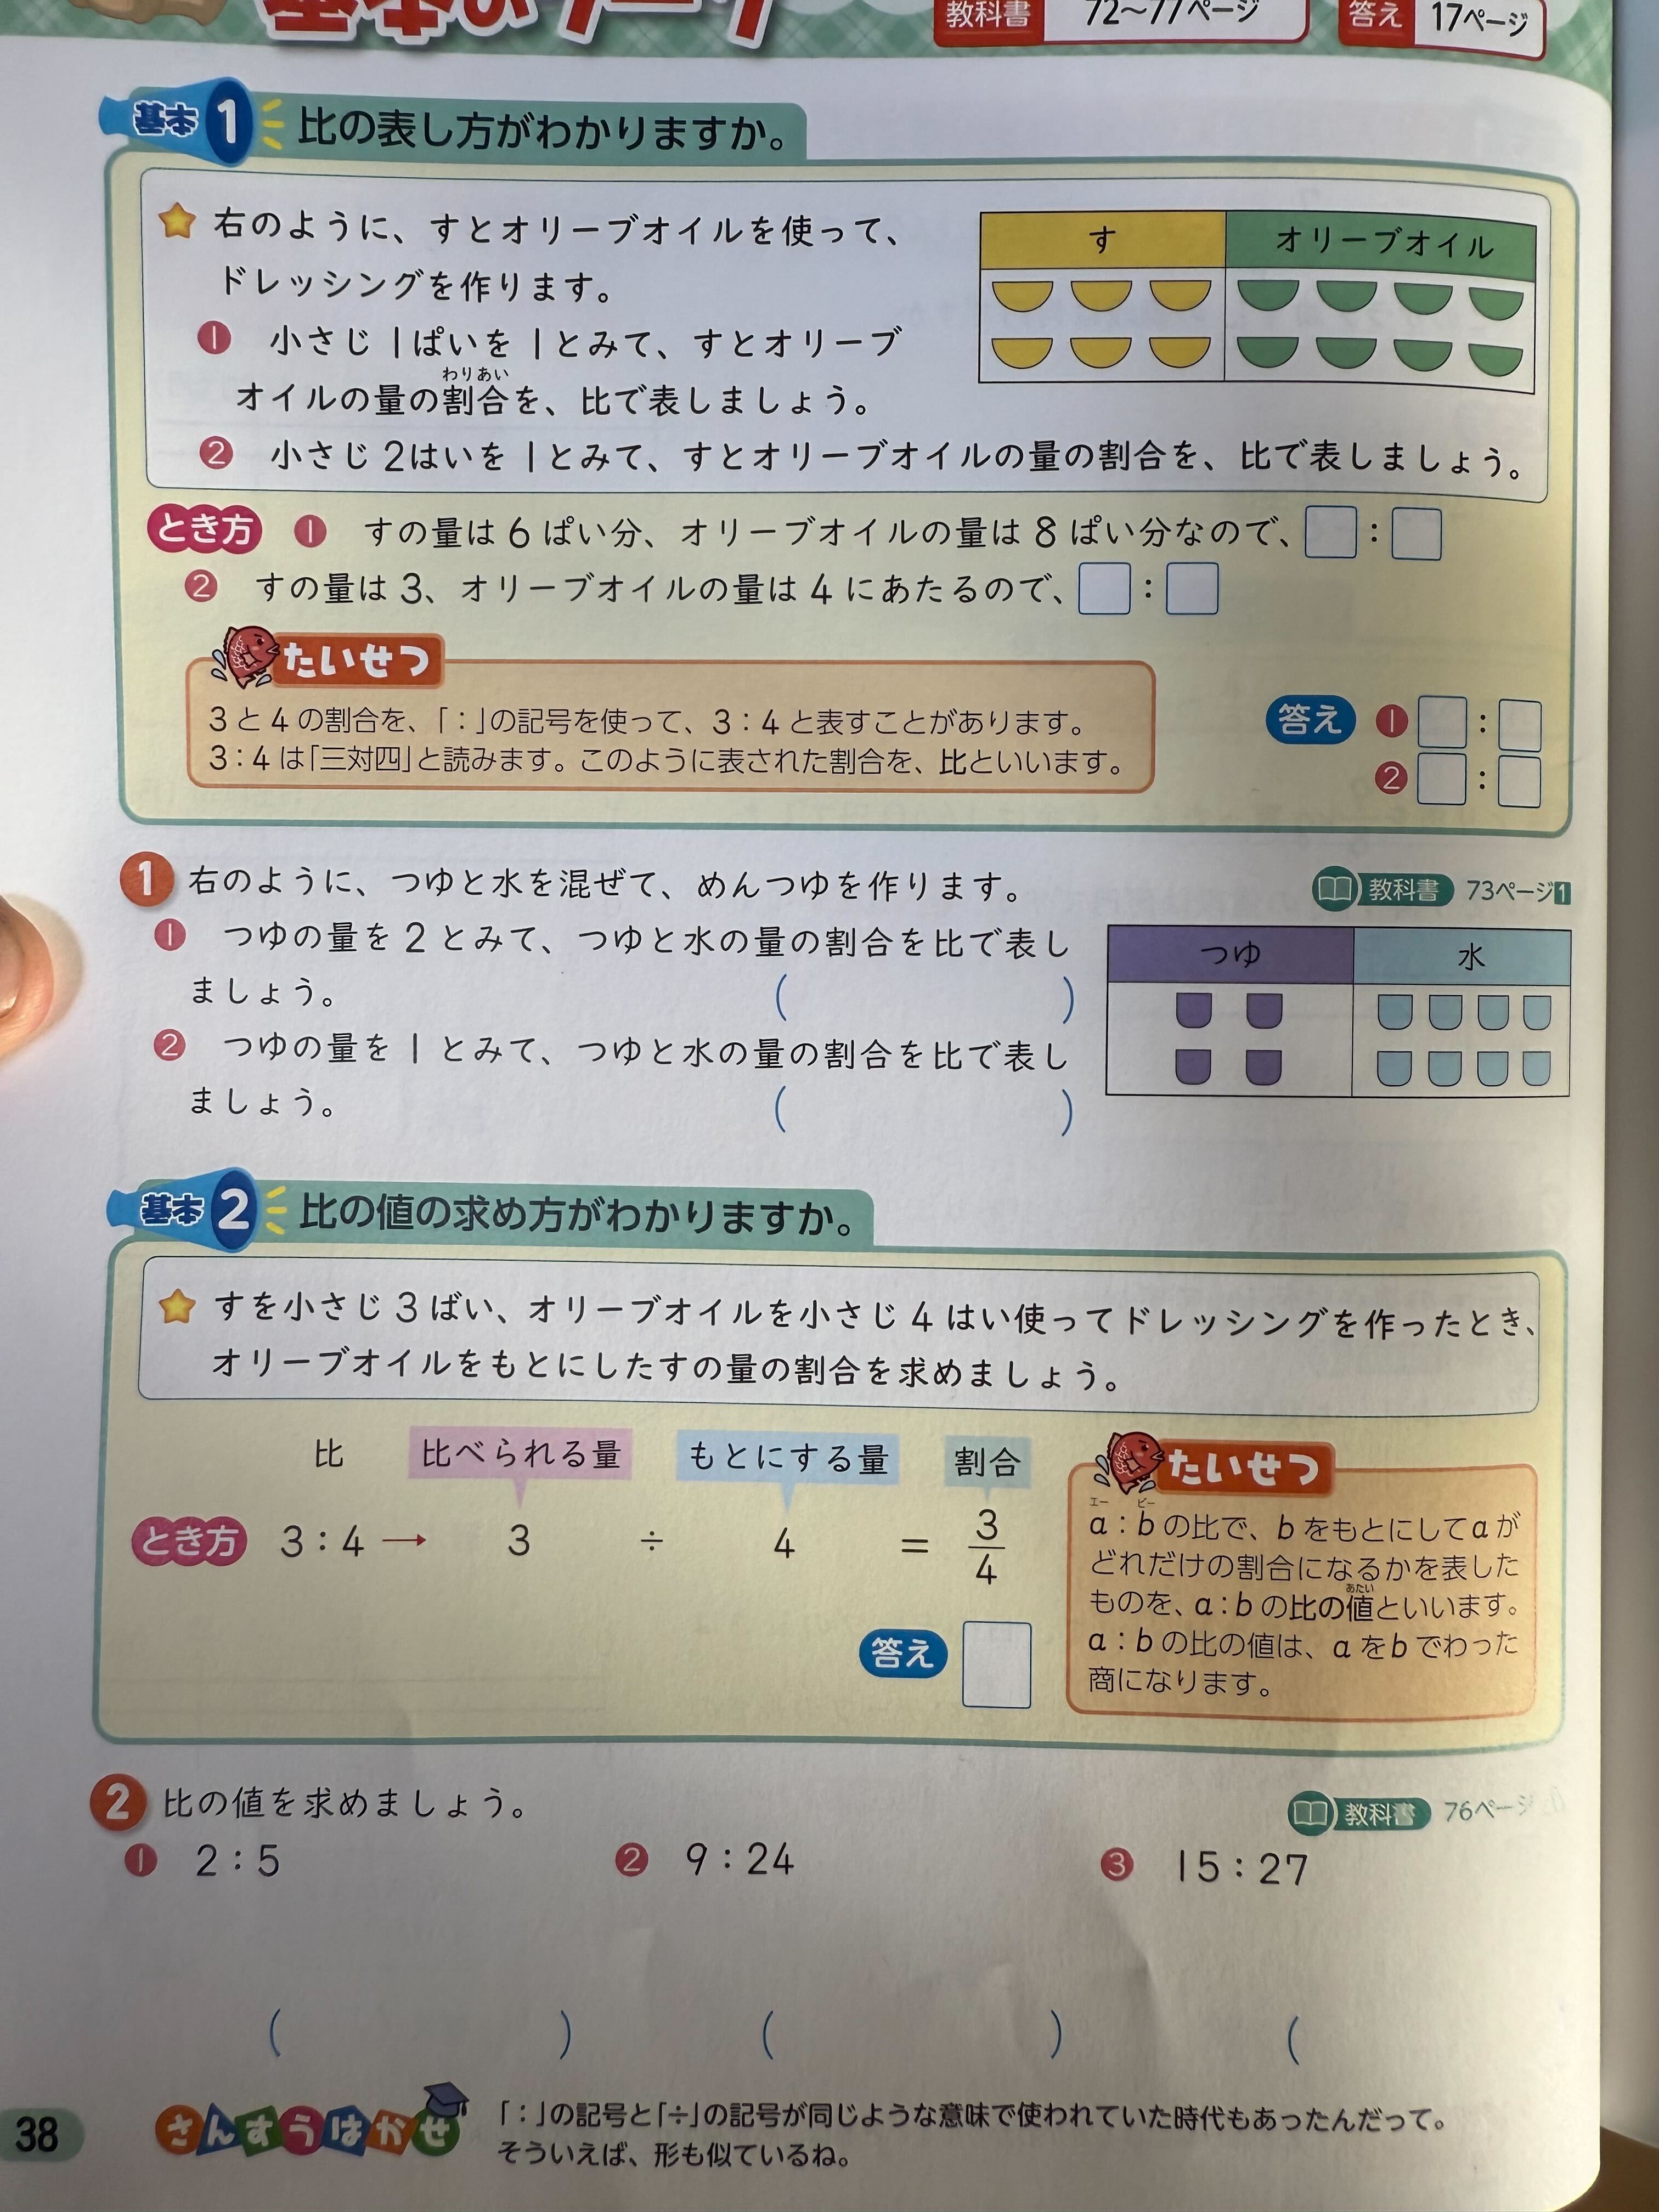 基本のワーク
教科書 72〜77ページ
答え 17ページ
基本 1 比の表し方がわかりますか。
右のように、すとオリーブオイルを使って、
ドレッシングを作ります。
1 小さじ1ぱいを1とみて、すとオリーブ
わりあい
オイルの量の割合を、比で表しましょう。
2 小さじ2はいを1とみて、すとオリーブオイルの量の割合を、比で表しましょう。
す オリーブオイル
とき方 1 すの量は6ぱい分、オリーブオイルの量は8ぱい分なので、□:□
2 すの量は3、オリーブオイルの量は4にあたるので、□:□
たいせつ
3と4の割合を、「:」の記号を使って、3:4と表すことがあります。
3:4は「三対四」と読みます。このように表された割合を、比といいます。
答え 1 □:□
2 □:□
1 右のように、つゆと水を混ぜて、めんつゆを作ります。
教科書 73ページ1
1 つゆの量を2とみて、つゆと水の量の割合を比で表し
ましょう。 ( )
2 つゆの量を1とみて、つゆと水の量の割合を比で表し
ましょう。 ( )
つゆ 水
基本 2 比の値の求め方がわかりますか。
すを小さじ3ばい、オリーブオイルを小さじ4はい使ってドレッシングを作ったとき、
オリーブオイルをもとにしたすの量の割合を求めましょう。
比 比べられる量 もとにする量 割合
とき方 3:4 → 3 ÷ 4 = 3/4
答え □
たいせつ
エー ビー
a:bの比で、bをもとにしてaが
どれだけの割合になるかを表した
あたい
ものを、a:bの比の値といいます。
a:bの比の値は、aをbでわった
商になります。
2 比の値を求めましょう。
教科書 76ページ
1 2:5 2 9:24 3 15:27
( ) ( ) (
38
さんすうはかせ
「:」の記号と「÷」の記号が同じような意味で使われていた時代もあったんだって。
そういえば、形も似ているね。